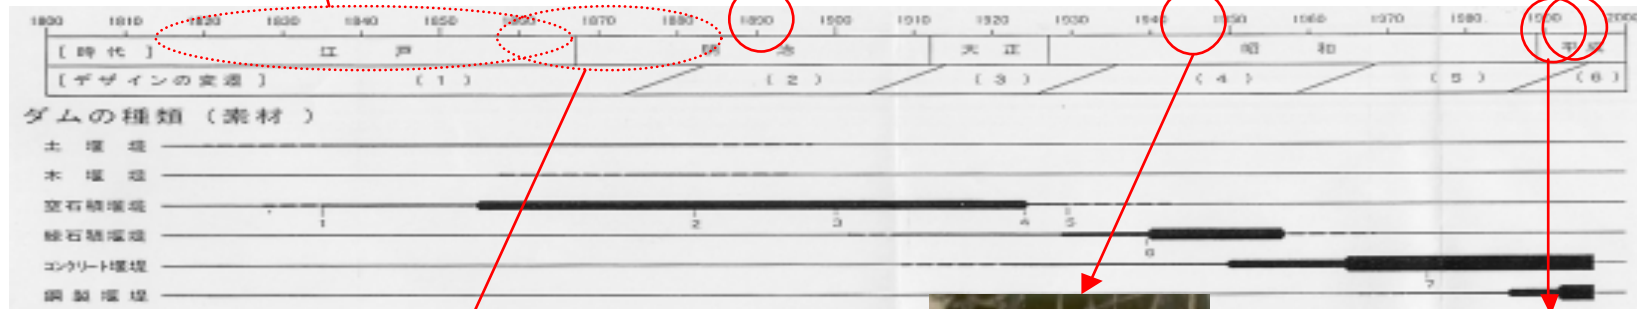 1800 1810 1820 1830 1840 1850 1860 1870 1880 1890 1900 1910 1920 1930 1940 1950 1960 1970 1980 1990 2000
[時代] 江戸 明治 大正 昭和 平成
[デザインの変遷] (1) (2) (3) (4) (5) (6)
ダムの種類(素材)
土堰堤
木堰堤
空石積堰堤
1 2 3 4 5
練石積堰堤
6
コンクリート堰堤
7
鋼製堰堤